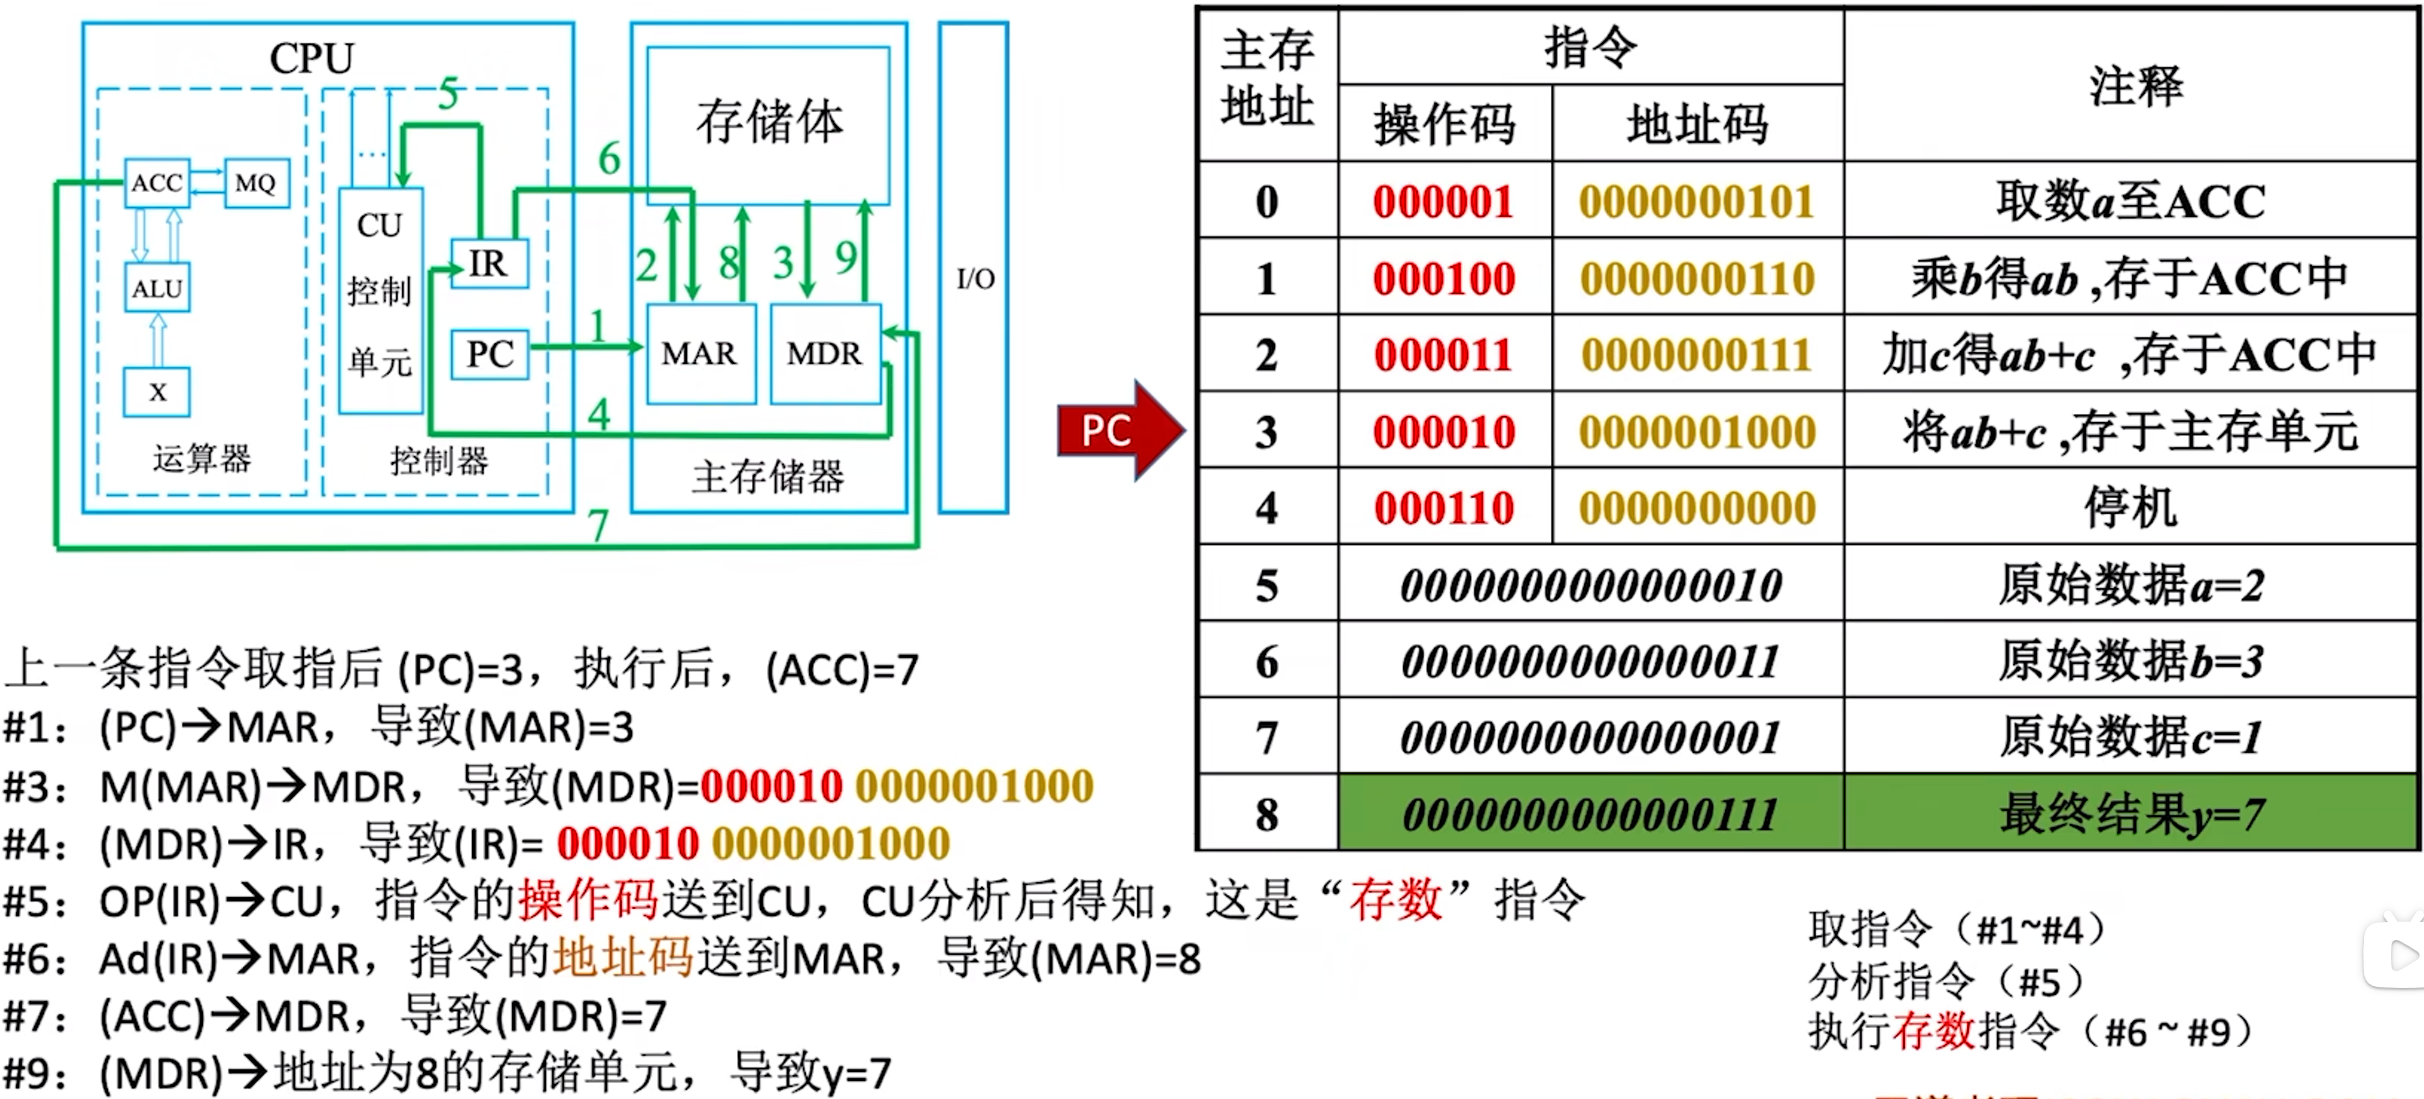 CPU
5
ACC
MQ
ALU
X
运算器
...
CU
控制
单元
IR
PC
控制器
6
1
4
7
存储体
2
8
3
9
MAR
MDR
主存储器
I/O
PC
主存地址 指令 注释
操作码 地址码
0 000001 0000000101 取数a至ACC
1 000100 0000000110 乘b得ab ,存于ACC中
2 000011 0000000111 加c得ab+c ,存于ACC中
3 000010 0000001000 将ab+c ,存于主存单元
4 000110 0000000000 停机
5 0000000000000010 原始数据a=2
6 0000000000000011 原始数据b=3
7 0000000000000001 原始数据c=1
8 0000000000000111 最终结果y=7
上一条指令取指后 (PC)=3，执行后，(ACC)=7
#1：(PC)→MAR，导致(MAR)=3
#3：M(MAR)→MDR，导致(MDR)=000010 0000001000
#4：(MDR)→IR，导致(IR)= 000010 0000001000
#5：OP(IR)→CU，指令的操作码送到CU，CU分析后得知，这是“存数”指令
#6：Ad(IR)→MAR，指令的地址码送到MAR，导致(MAR)=8
#7：(ACC)→MDR，导致(MDR)=7
#9：(MDR)→地址为8的存储单元，导致y=7
取指令（#1~#4）
分析指令（#5）
执行存数指令（#6 ~ #9）